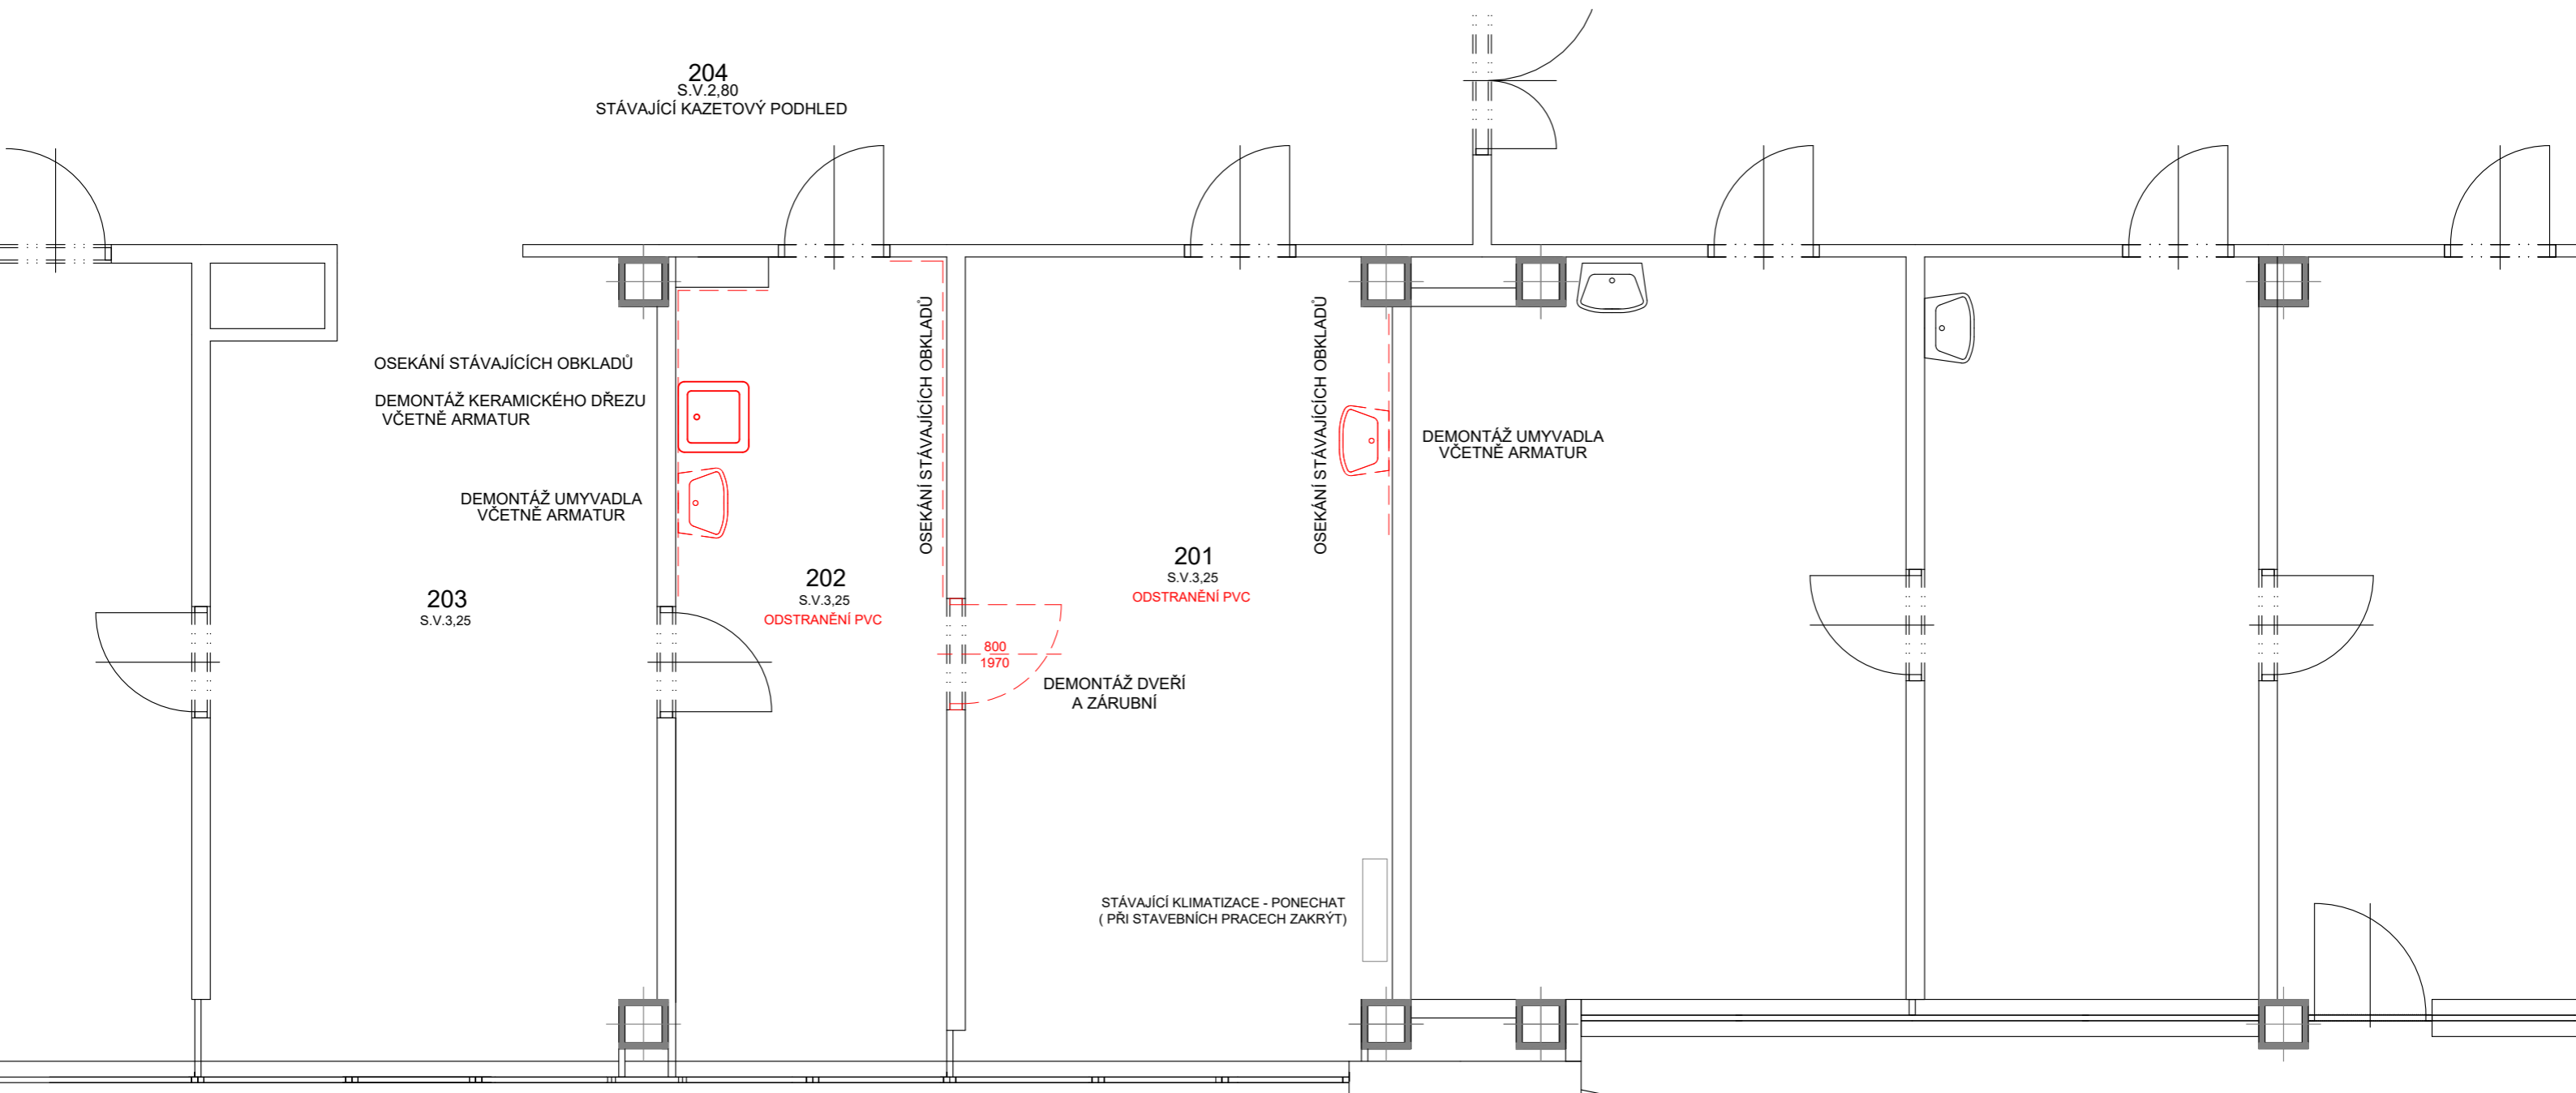 204
S.V.2,80
STÁVAJÍCÍ KAZETOVÝ PODHLED
OSEKÁNÍ STÁVAJÍCÍCH OBKLADŮ
DEMONTÁŽ KERAMICKÉHO DŘEZU
VČETNĚ ARMATUR
DEMONTÁŽ UMYVADLA
VČETNĚ ARMATUR
203
S.V.3,25
OSEKÁNÍ STÁVAJÍCÍCH OBKLADŮ
202
S.V.3,25
ODSTRANĚNÍ PVC
800
1970
DEMONTÁŽ DVEŘÍ
A ZÁRUBNÍ
201
S.V.3,25
ODSTRANĚNÍ PVC
OSEKÁNÍ STÁVAJÍCÍCH OBKLADŮ
DEMONTÁŽ UMYVADLA
VČETNĚ ARMATUR
STÁVAJÍCÍ KLIMATIZACE - PONECHAT
( PŘI STAVEBNÍCH PRACECH ZAKRÝT)